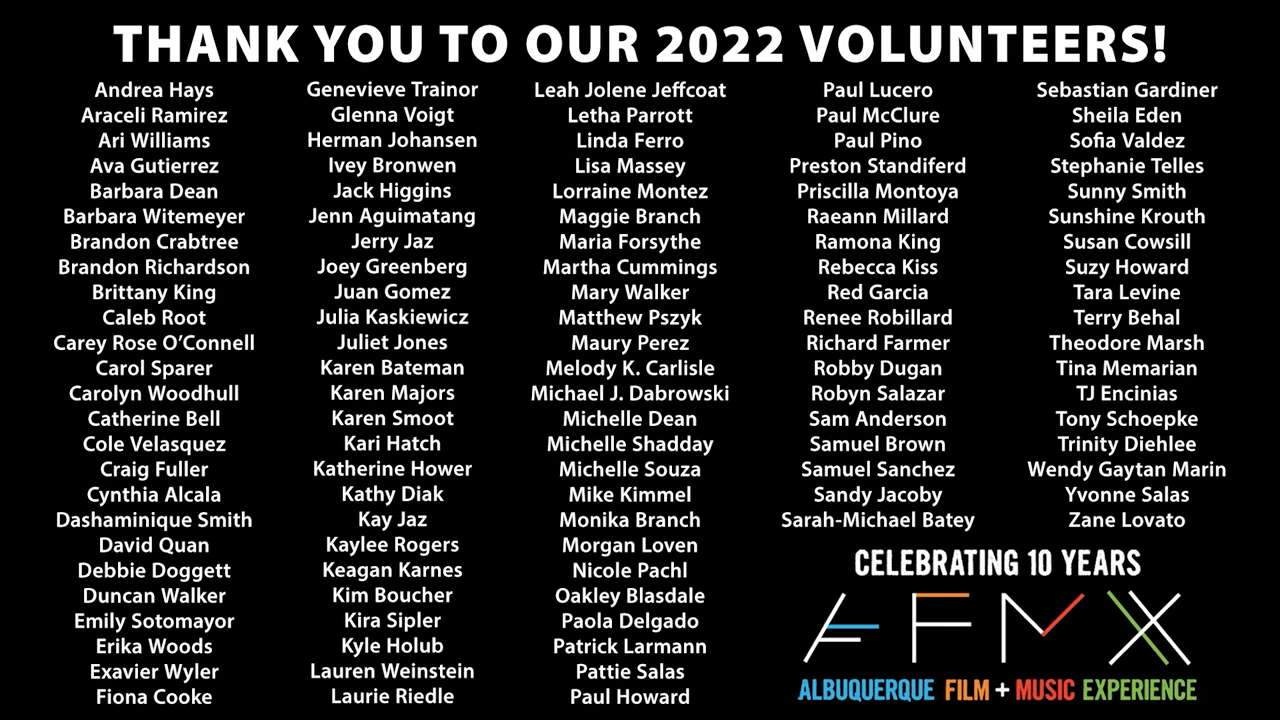 THANK YOU TO OUR 2022 VOLUNTEERS!
Andrea Hays
Araceli Ramirez
Ari Williams
Ava Gutierrez
Barbara Dean
Barbara Witemeyer
Brandon Crabtree
Brandon Richardson
Brittany King
Caleb Root
Carey Rose O’Connell
Carol Sparer
Carolyn Woodhull
Catherine Bell
Cole Velasquez
Craig Fuller
Cynthia Alcala
Dashaminique Smith
David Quan
Debbie Doggett
Duncan Walker
Emily Sotomayor
Erika Woods
Exavier Wyler
Fiona Cooke
Genevieve Trainor
Glenna Voigt
Herman Johansen
Ivey Bronwen
Jack Higgins
Jenn Aguimatang
Jerry Jaz
Joey Greenberg
Juan Gomez
Julia Kaskiewicz
Juliet Jones
Karen Bateman
Karen Majors
Karen Smoot
Kari Hatch
Katherine Hower
Kathy Diak
Kay Jaz
Kaylee Rogers
Keagan Karnes
Kim Boucher
Kira Sipler
Kyle Holub
Lauren Weinstein
Laurie Riedle
Leah Jolene Jeffcoat
Letha Parrott
Linda Ferro
Lisa Massey
Lorraine Montez
Maggie Branch
Maria Forsythe
Martha Cummings
Mary Walker
Matthew Pszyk
Maury Perez
Melody K. Carlisle
Michael J. Dabrowski
Michelle Dean
Michelle Shadday
Michelle Souza
Mike Kimmel
Monika Branch
Morgan Loven
Nicole Pachl
Oakley Blasdale
Paola Delgado
Patrick Larmann
Pattie Salas
Paul Howard
Paul Lucero
Paul McClure
Paul Pino
Preston Standiferd
Priscilla Montoya
Raeann Millard
Ramona King
Rebecca Kiss
Red Garcia
Renee Robillard
Richard Farmer
Robby Dugan
Robyn Salazar
Sam Anderson
Samuel Brown
Samuel Sanchez
Sandy Jacoby
Sarah-Michael Batey
Sebastian Gardiner
Sheila Eden
Sofia Valdez
Stephanie Telles
Sunny Smith
Sunshine Krouth
Susan Cowsill
Suzy Howard
Tara Levine
Terry Behal
Theodore Marsh
Tina Memarian
TJ Encinias
Tony Schoepke
Trinity Diehlee
Wendy Gaytan Marin
Yvonne Salas
Zane Lovato
CELEBRATING 10 YEARS
AFMX
ALBUQUERQUE FILM + MUSIC EXPERIENCE